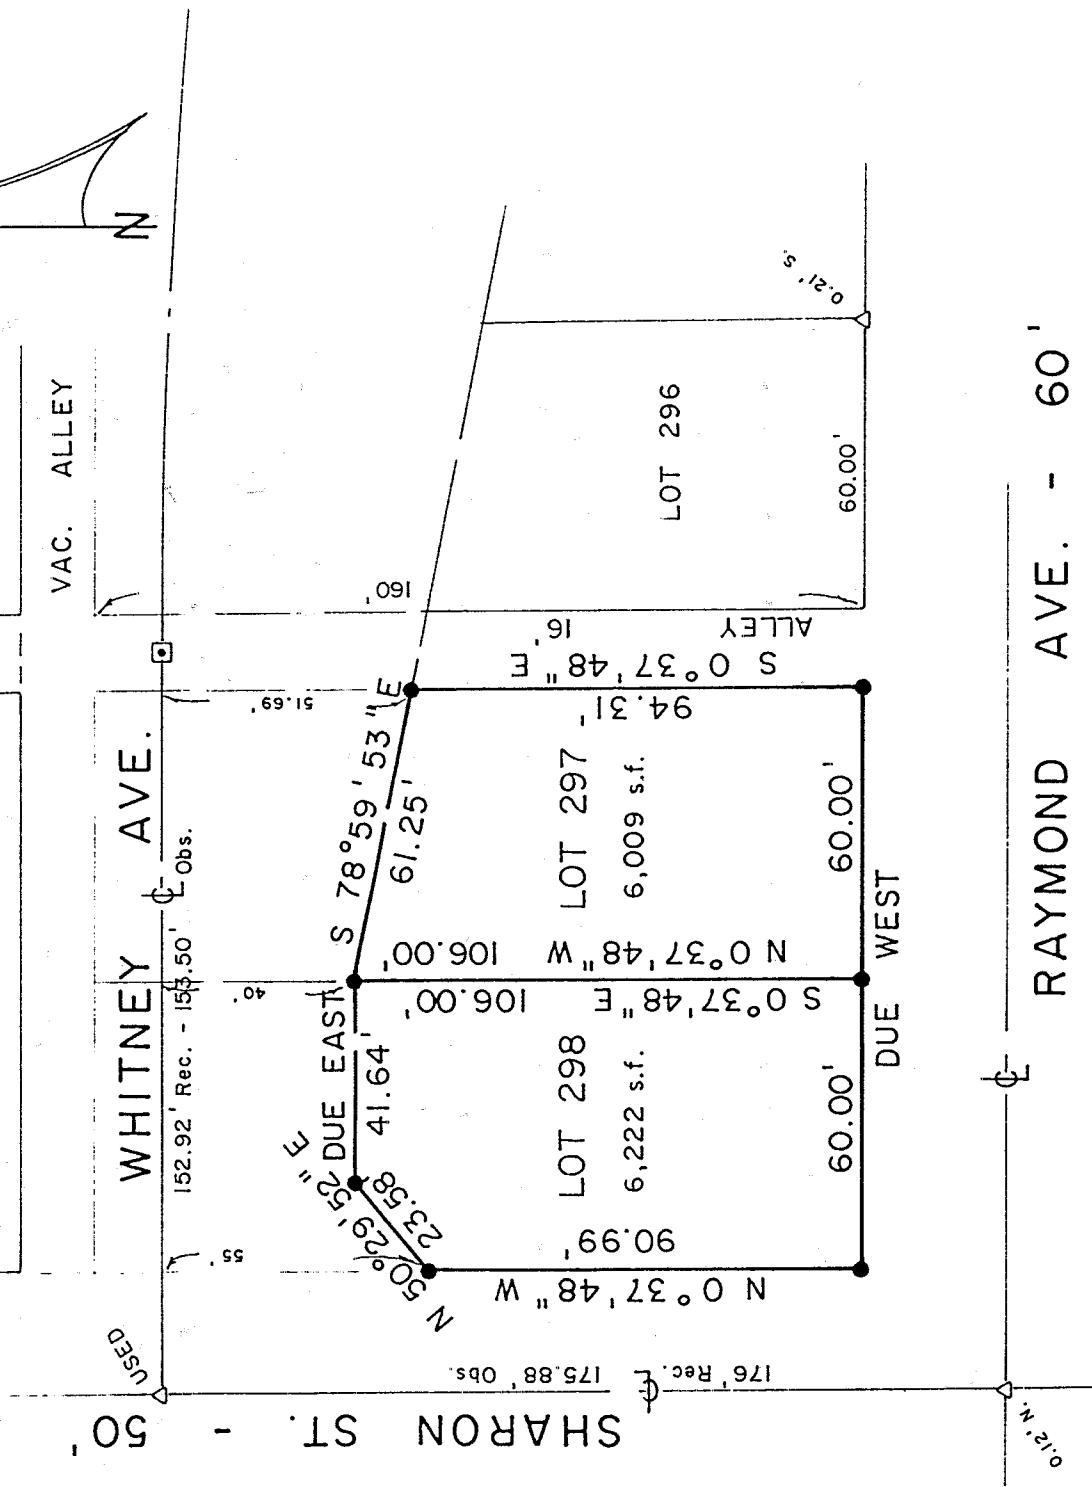 N
VAC. ALLEY
WHITNEY AVE.
152.92' Rec. - 153.50' Obs.
USED
55'
40'
51.69'
160'
N 50°29'52" E
23.58'
DUE EAST
41.64'
S 78°59'53" E
61.25'
N 0°37'48" W
90.99'
LOT 298
6,222 s.f.
S 0°37'48" E
106.00'
N 0°37'48" W 106.00'
LOT 297
6,009 s.f.
94.31'
S 0°37'48" E
16'
ALLEY
LOT 296
60.00'
60.00'
60.00'
DUE WEST
0.21' S.
SHARON ST. - 50'
176' Rec.
175.88' Obs.
0.12' N.
RAYMOND AVE. - 60'